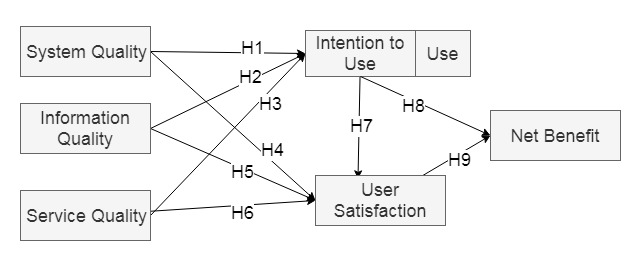 System Quality
H1
Intention to
Use
Use
H2
H3
Information
Quality
H7
H8
Net Benefit
H4
H5
H9
Service Quality
H6
User
Satisfaction